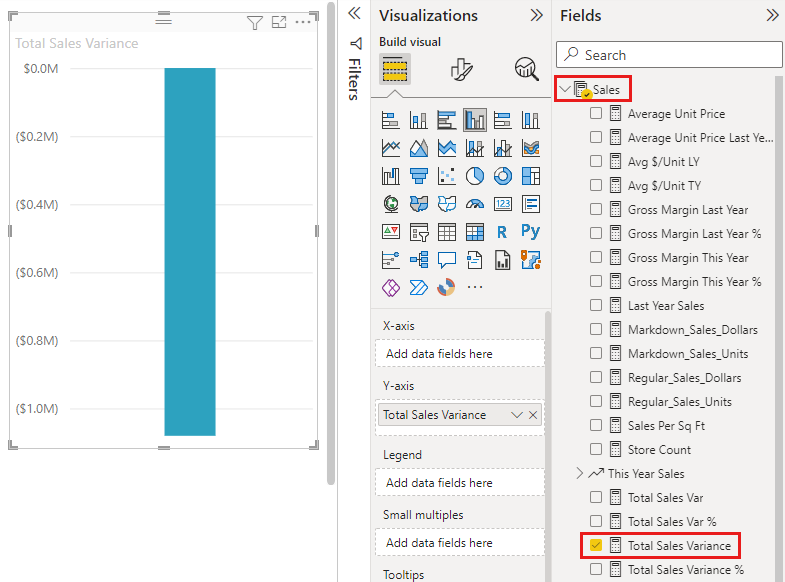 Total Sales Variance
$0.0M
($0.2M)
($0.4M)
($0.6M)
($0.8M)
($1.0M)
Filters
Visualizations
Build visual
123
R
Py
X-axis
Add data fields here
Y-axis
Total Sales Variance
Legend
Add data fields here
Small multiples
Add data fields here
Tooltips
Fields
Search
Sales
Average Unit Price
Average Unit Price Last Ye...
Avg $/Unit LY
Avg $/Unit TY
Gross Margin Last Year
Gross Margin Last Year %
Gross Margin This Year
Gross Margin This Year %
Last Year Sales
Markdown_Sales_Dollars
Markdown_Sales_Units
Regular_Sales_Dollars
Regular_Sales_Units
Sales Per Sq Ft
Store Count
This Year Sales
Total Sales Var
Total Sales Var %
Total Sales Variance
Total Sales Variance %